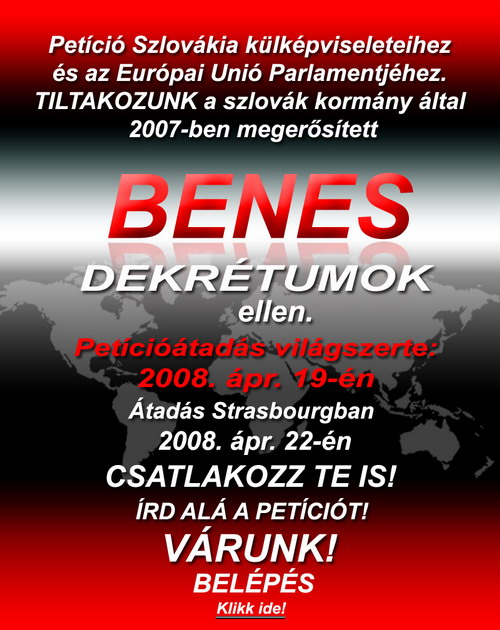 Petíció Szlovákia külképviseleteihez
és az Európai Unió Parlamentjéhez.
TILTAKOZUNK a szlovák kormány által
2007-ben megerősített
BENES
DEKRÉTUMOK
ellen.
Petícióátadás világszerte:
2008. ápr. 19-én
Átadás Strasbourgban
2008. ápr. 22-én
CSATLAKOZZ TE IS!
ÍRD ALÁ A PETÍCIÓT!
VÁRUNK!
BELÉPÉS
Klikk ide!